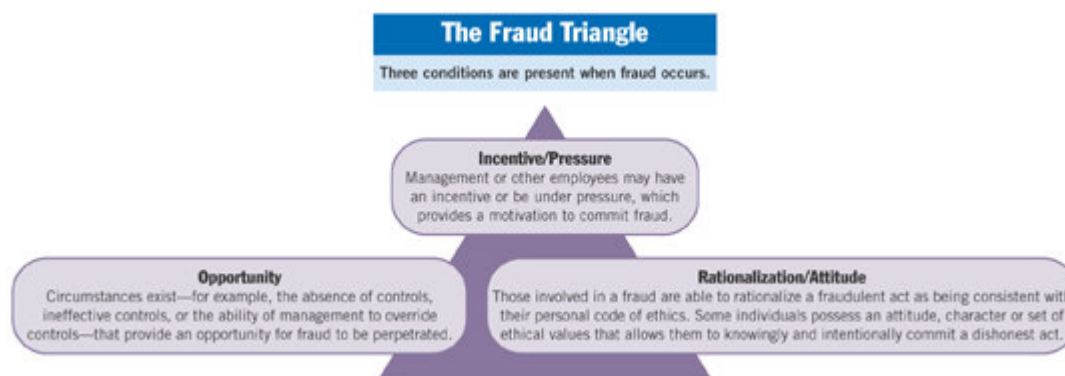 The Fraud Triangle
Three conditions are present when fraud occurs.
Incentive/Pressure
Management or other employees may have
an incentive or be under pressure, which
provides a motivation to commit fraud.
Opportunity
Circumstances exist—for example, the absence of controls,
ineffective controls, or the ability of management to override
controls—that provide an opportunity for fraud to be perpetrated.
Rationalization/Attitude
Those involved in a fraud are able to rationalize a fraudulent act as being consistent with
their personal code of ethics. Some individuals possess an attitude, character or set of
ethical values that allows them to knowingly and intentionally commit a dishonest act.